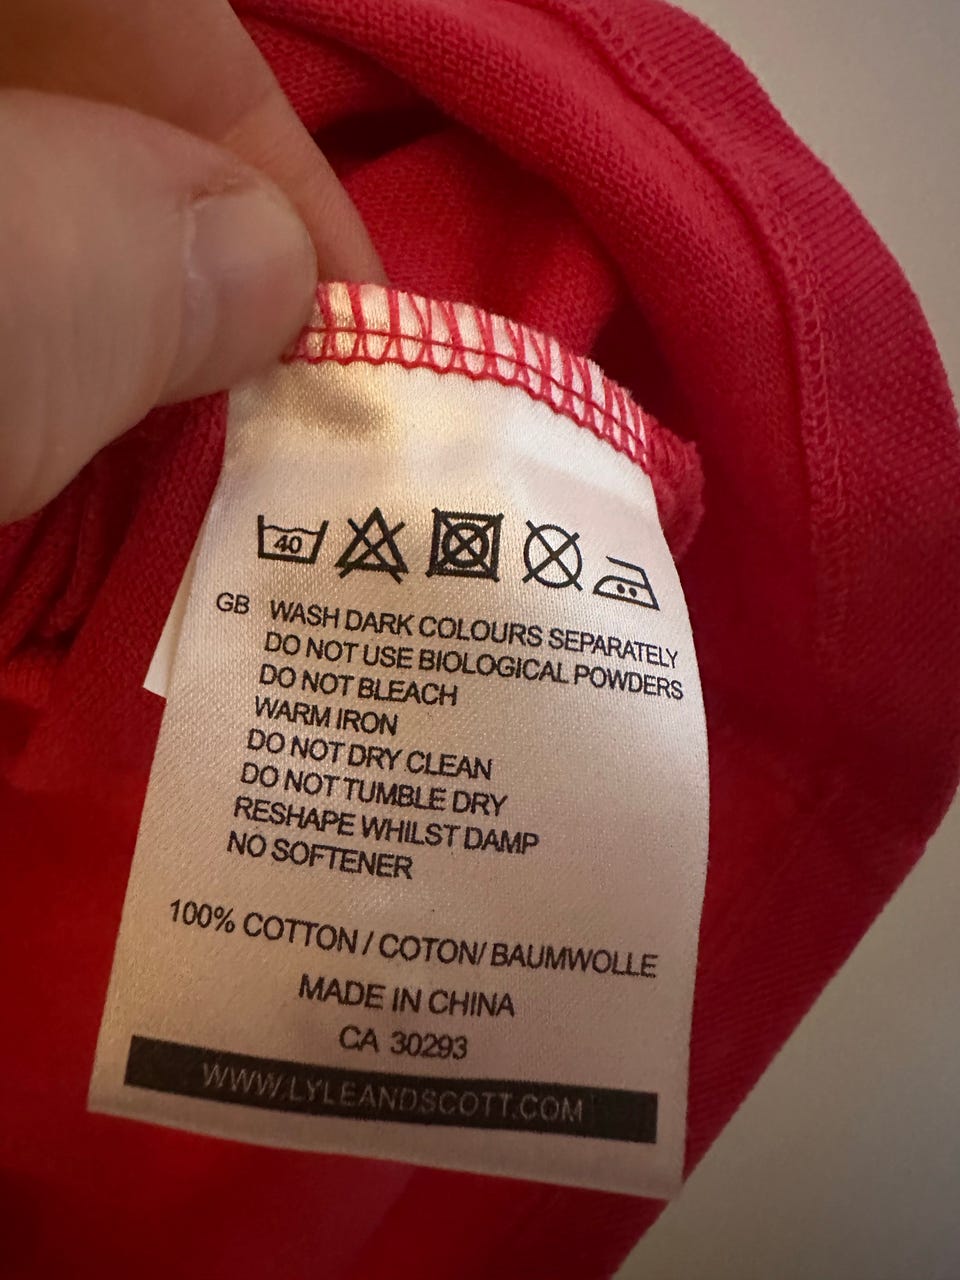 40
GB WASH DARK COLOURS SEPARATELY
DO NOT USE BIOLOGICAL POWDERS
DO NOT BLEACH
WARM IRON
DO NOT DRY CLEAN
DO NOT TUMBLE DRY
RESHAPE WHILST DAMP
NO SOFTENER
100% COTTON / COTON/ BAUMWOLLE
MADE IN CHINA
CA 30293
WWW.LYLEANDSCOTT.COM